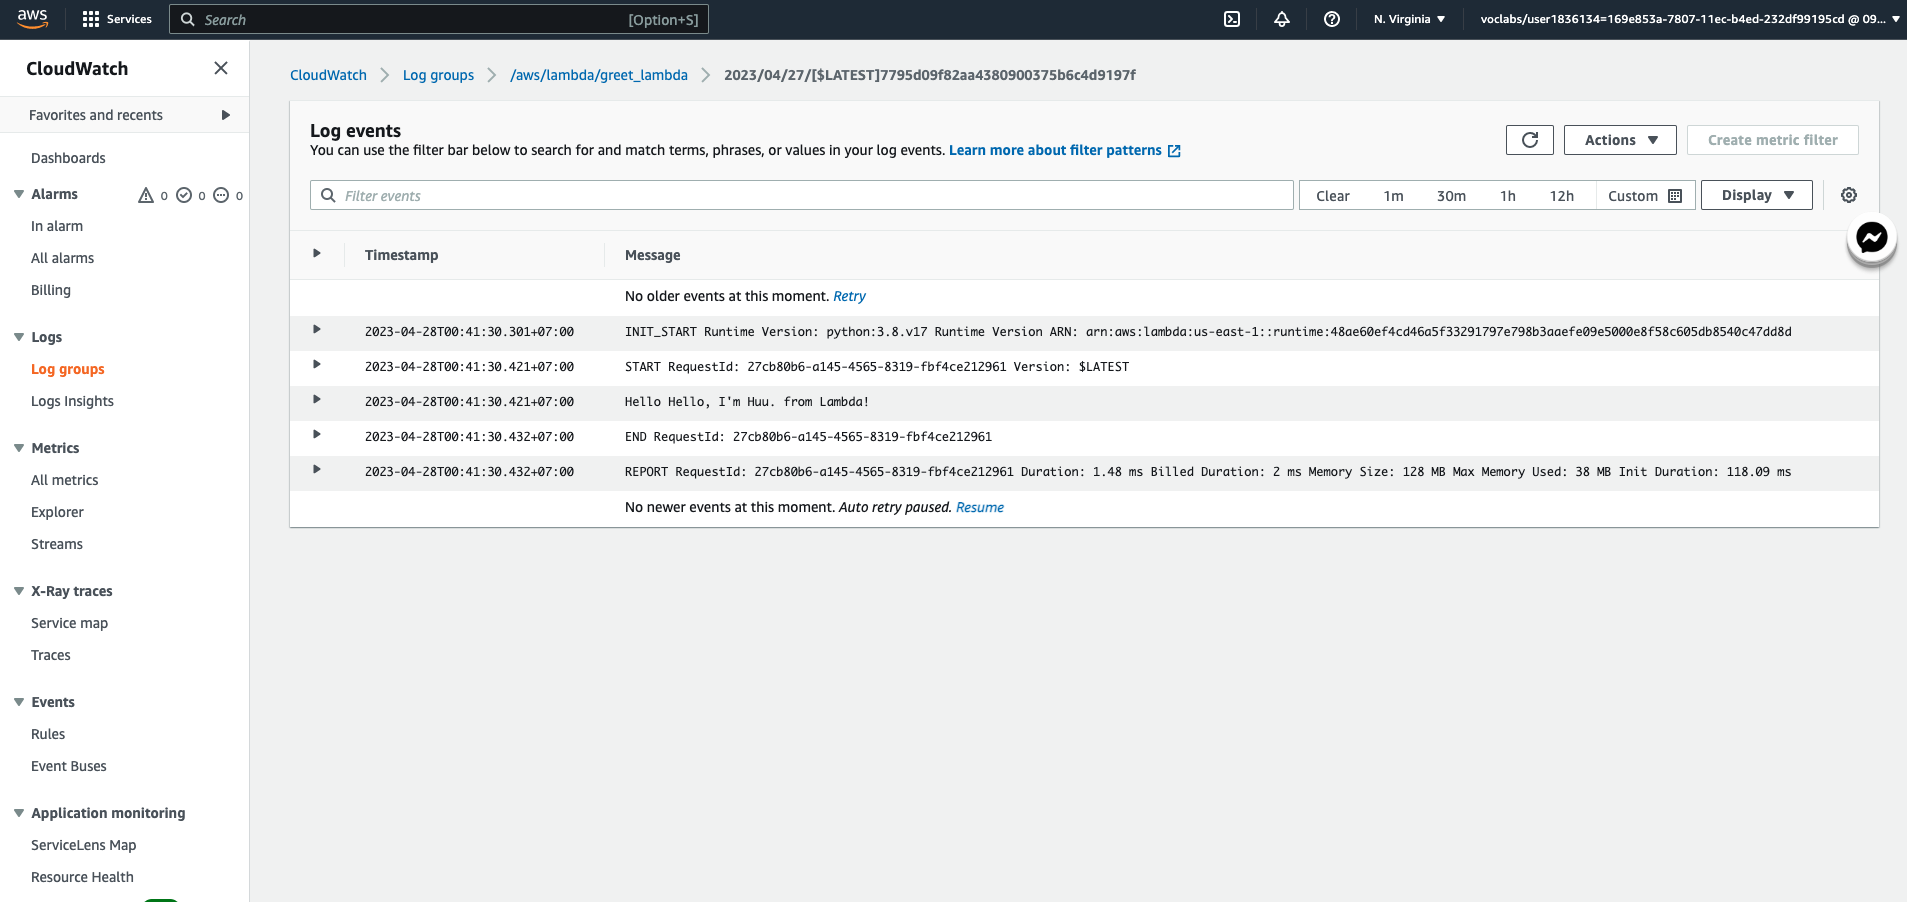 aws Services Search [Option+S] N. Virginia voclabs/user1836134=169e853a-7807-11ec-b4ed-232df99195cd @ 09...
CloudWatch
Favorites and recents
Dashboards
Alarms 0 0 0
In alarm
All alarms
Billing
Logs
Log groups
Logs Insights
Metrics
All metrics
Explorer
Streams
X-Ray traces
Service map
Traces
Events
Rules
Event Buses
Application monitoring
ServiceLens Map
Resource Health
CloudWatch Log groups /aws/lambda/greet_lambda 2023/04/27/[$LATEST]7795d09f82aa4380900375b6c4d9197f
Log events
You can use the filter bar below to search for and match terms, phrases, or values in your log events. Learn more about filter patterns
Actions Create metric filter
Filter events Clear 1m 30m 1h 12h Custom Display
Timestamp Message
No older events at this moment. Retry
2023-04-28T00:41:30.301+07:00 INIT_START Runtime Version: python:3.8.v17 Runtime Version ARN: arn:aws:lambda:us-east-1::runtime:48ae60ef4cd46a5f33291797e798b3aaefe09e5000e8f58c605db8540c47dd8d
2023-04-28T00:41:30.421+07:00 START RequestId: 27cb80b6-a145-4565-8319-fbf4ce212961 Version: $LATEST
2023-04-28T00:41:30.421+07:00 Hello Hello, I'm Huu. from Lambda!
2023-04-28T00:41:30.432+07:00 END RequestId: 27cb80b6-a145-4565-8319-fbf4ce212961
2023-04-28T00:41:30.432+07:00 REPORT RequestId: 27cb80b6-a145-4565-8319-fbf4ce212961 Duration: 1.48 ms Billed Duration: 2 ms Memory Size: 128 MB Max Memory Used: 38 MB Init Duration: 118.09 ms
No newer events at this moment. Auto retry paused. Resume